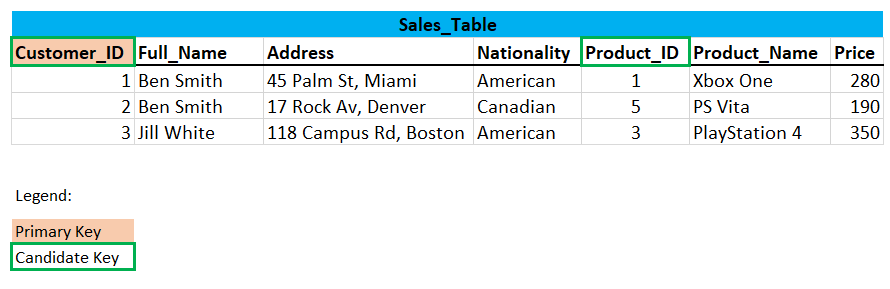 Sales_Table
Customer_ID Full_Name Address Nationality Product_ID Product_Name Price
1 Ben Smith 45 Palm St, Miami American 1 Xbox One 280
2 Ben Smith 17 Rock Av, Denver Canadian 5 PS Vita 190
3 Jill White 118 Campus Rd, Boston American 3 PlayStation 4 350
Legend:
Primary Key
Candidate Key